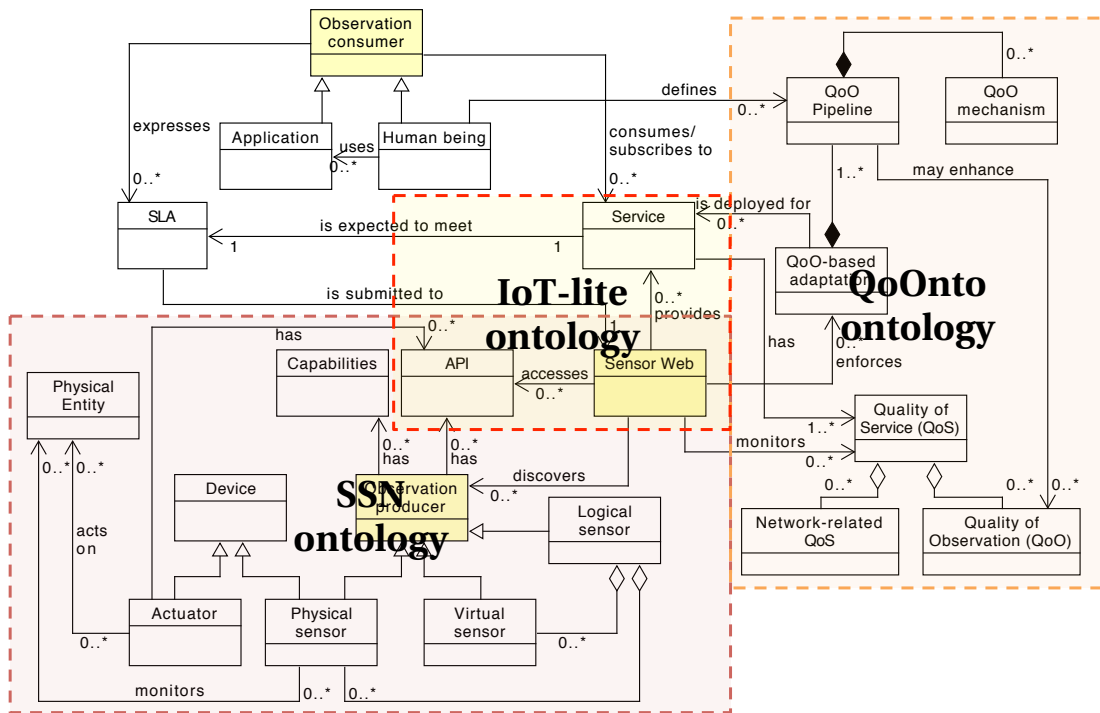 Observation
consumer
0..*
QoO
Pipeline
QoO
mechanism
defines
0..*
expresses
Application
uses
0..*
Human being
consumes/
subscribes to
0..*
0..*
1..*
may enhance
SLA
is expected to meet
1
1
Service
is deployed for
0..*
QoO-based
adaptation
QoOnto
ontology
is submitted to
1
IoT-lite
ontology
0..*
provides
has
0..*
has
0..*
enforces
Capabilities
API
accesses
0..*
Sensor Web
Physical
Entity
0..*
0..*
0..*
has
0..*
has
monitors
0..*
1..*
Quality of
Service (QoS)
discovers
0..*
Device
Observation
producer
SSN
ontology
Logical
sensor
0..*
0..*
0..*
Network-related
QoS
Quality of
Observation (QoO)
acts
on
0..*
Actuator
Physical
sensor
Virtual
sensor
0..*
monitors
0..*
0..*